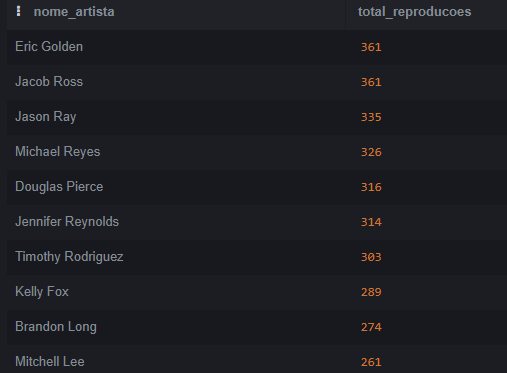 nome_artista total_reproducoes
Eric Golden 361
Jacob Ross 361
Jason Ray 335
Michael Reyes 326
Douglas Pierce 316
Jennifer Reynolds 314
Timothy Rodriguez 303
Kelly Fox 289
Brandon Long 274
Mitchell Lee 261